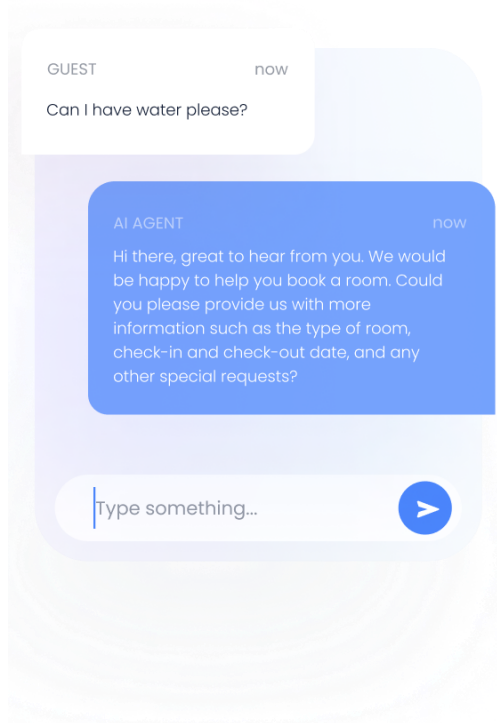 GUEST now
Can I have water please?
AI AGENT now
Hi there, great to hear from you. We would
be happy to help you book a room. Could
you please provide us with more
information such as the type of room,
check-in and check-out date, and any
other special requests?
Type something...